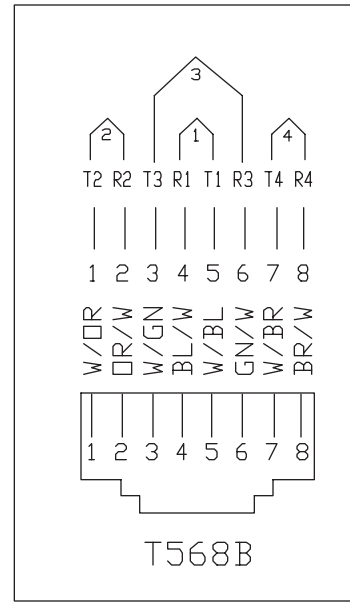 3
2 1 4
T2 R2 T3 R1 T1 R3 T4 R4
1 2 3 4 5 6 7 8
W/OR OR/W W/GN BL/W W/BL GN/W W/BR BR/W
1 2 3 4 5 6 7 8
T568B